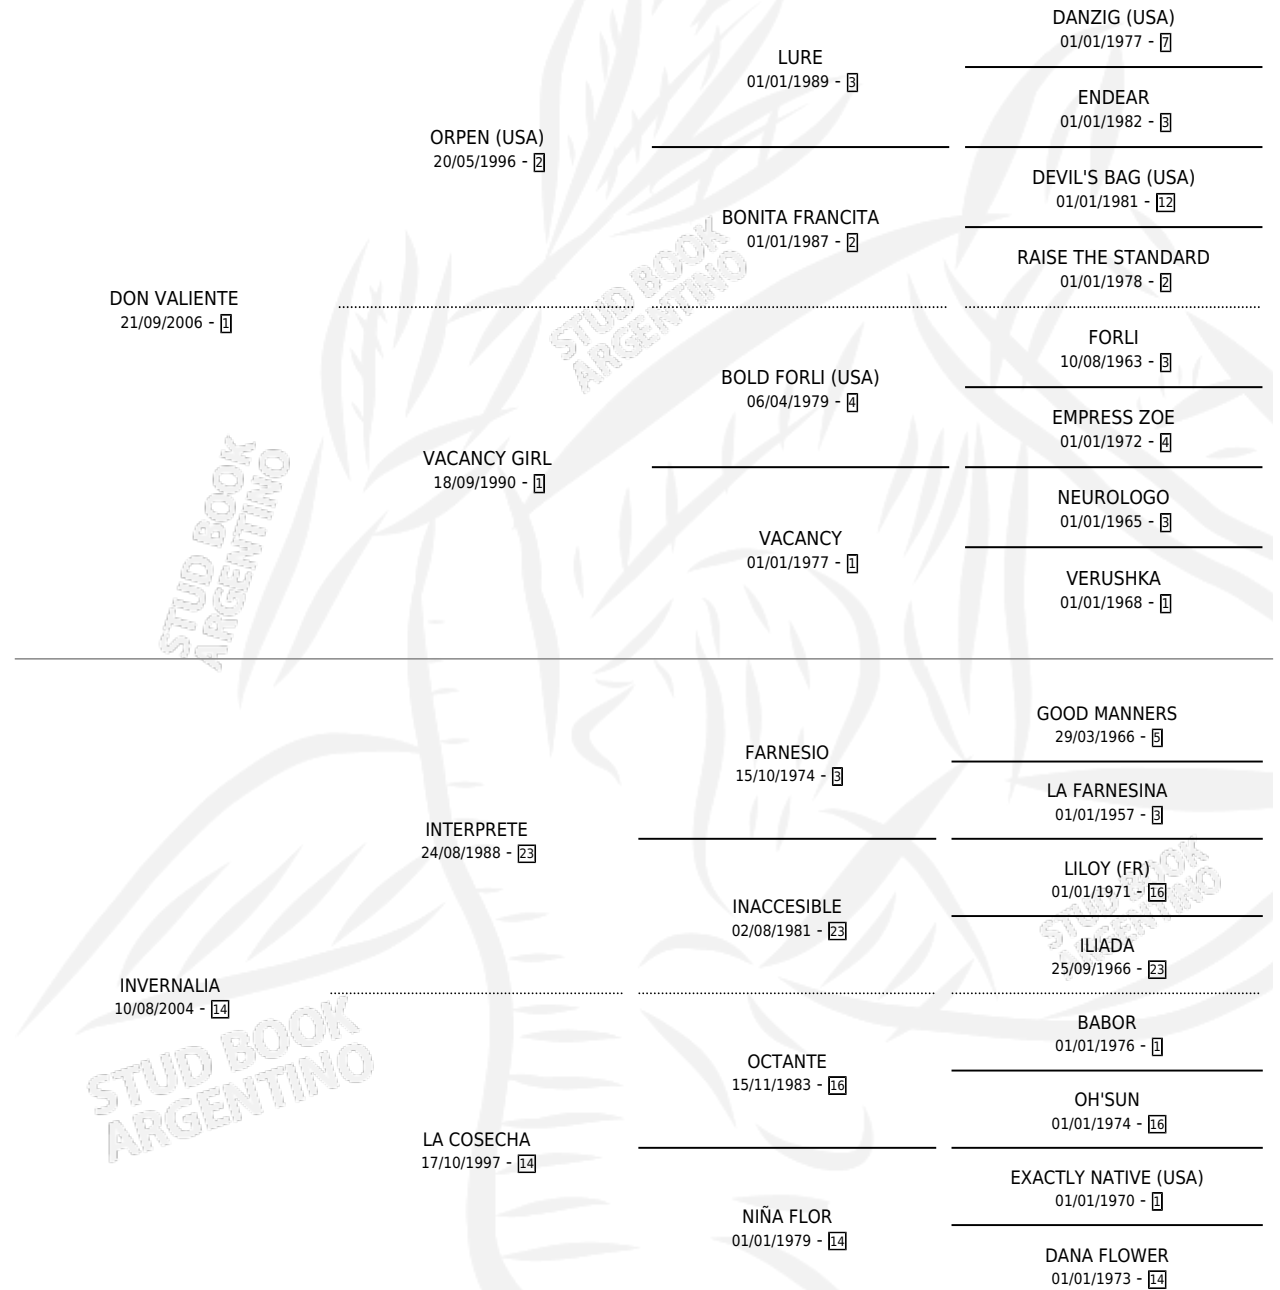 DANZIG (USA)
01/01/1977 - 7
LURE
01/01/1989 - 3
ENDEAR
01/01/1982 - 3
ORPEN (USA)
20/05/1996 - 2
DEVIL'S BAG (USA)
01/01/1981 - 12
BONITA FRANCITA
01/01/1987 - 2
RAISE THE STANDARD
01/01/1978 - 2
DON VALIENTE
21/09/2006 - 1
FORLI
10/08/1963 - 3
BOLD FORLI (USA)
06/04/1979 - 4
EMPRESS ZOE
01/01/1972 - 4
VACANCY GIRL
18/09/1990 - 1
NEUROLOGO
01/01/1965 - 3
VACANCY
01/01/1977 - 1
VERUSHKA
01/01/1968 - 1
STUD BOOK
ARGENTINO
STUD BOOK
ARGENTINO
GOOD MANNERS
29/03/1966 - 5
FARNESIO
15/10/1974 - 3
LA FARNESINA
01/01/1957 - 3
INTERPRETE
24/08/1988 - 23
LILOY (FR)
01/01/1971 - 16
INACCESIBLE
02/08/1981 - 23
ILIADA
25/09/1966 - 23
INVERNALIA
10/08/2004 - 14
BABOR
01/01/1976 - 1
OCTANTE
15/11/1983 - 16
OH'SUN
01/01/1974 - 16
LA COSECHA
17/10/1997 - 14
EXACTLY NATIVE (USA)
01/01/1970 - 1
NIÑA FLOR
01/01/1979 - 14
DANA FLOWER
01/01/1973 - 14
STUD BOOK
ARGENTINO
STUD BOOK
ARGENTINO